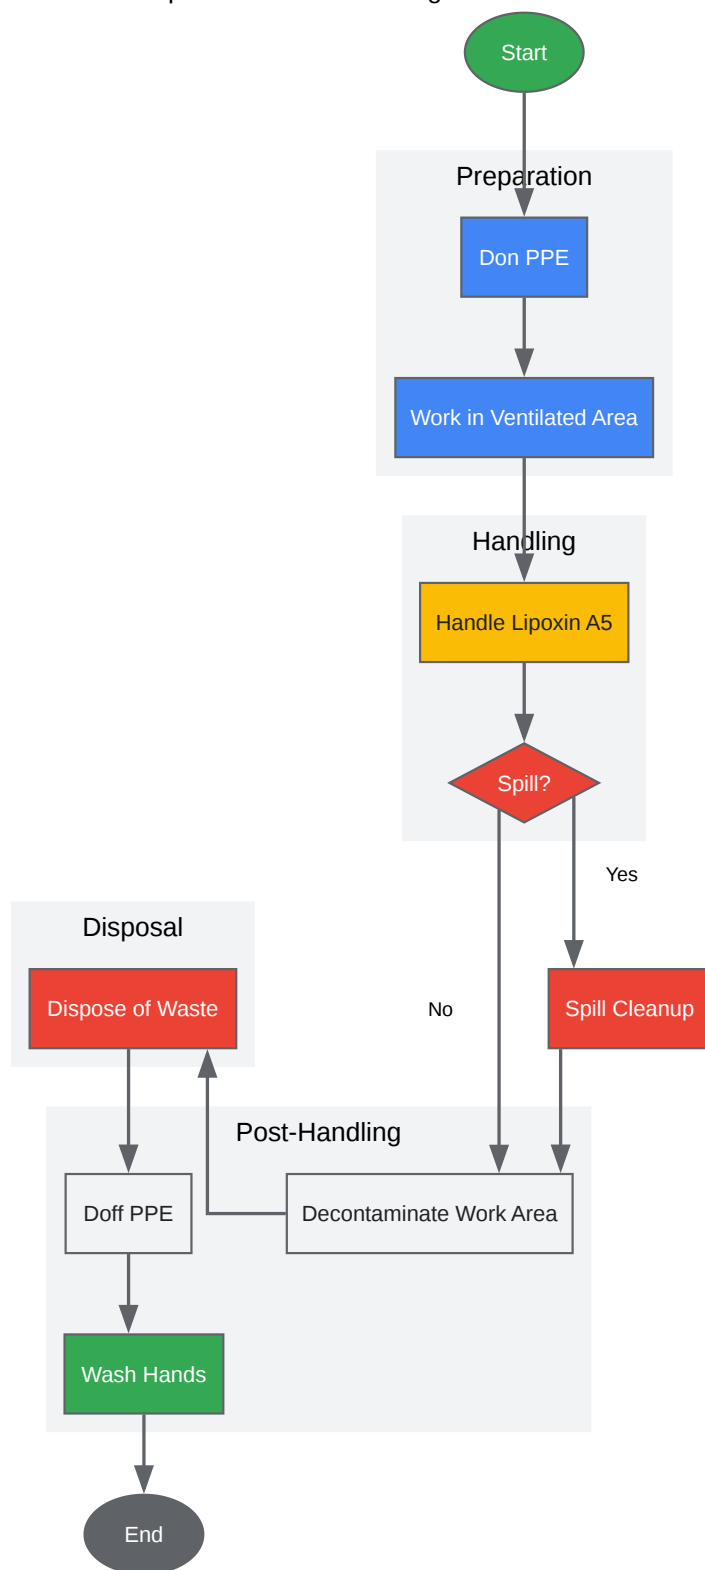 Start
Preparation
Don PPE
Work in Ventilated Area
Handling
Handle Lipoxin A5
Spill?
Yes
No
Disposal
Dispose of Waste
Spill Cleanup
Post-Handling
Doff PPE
Decontaminate Work Area
Wash Hands
End